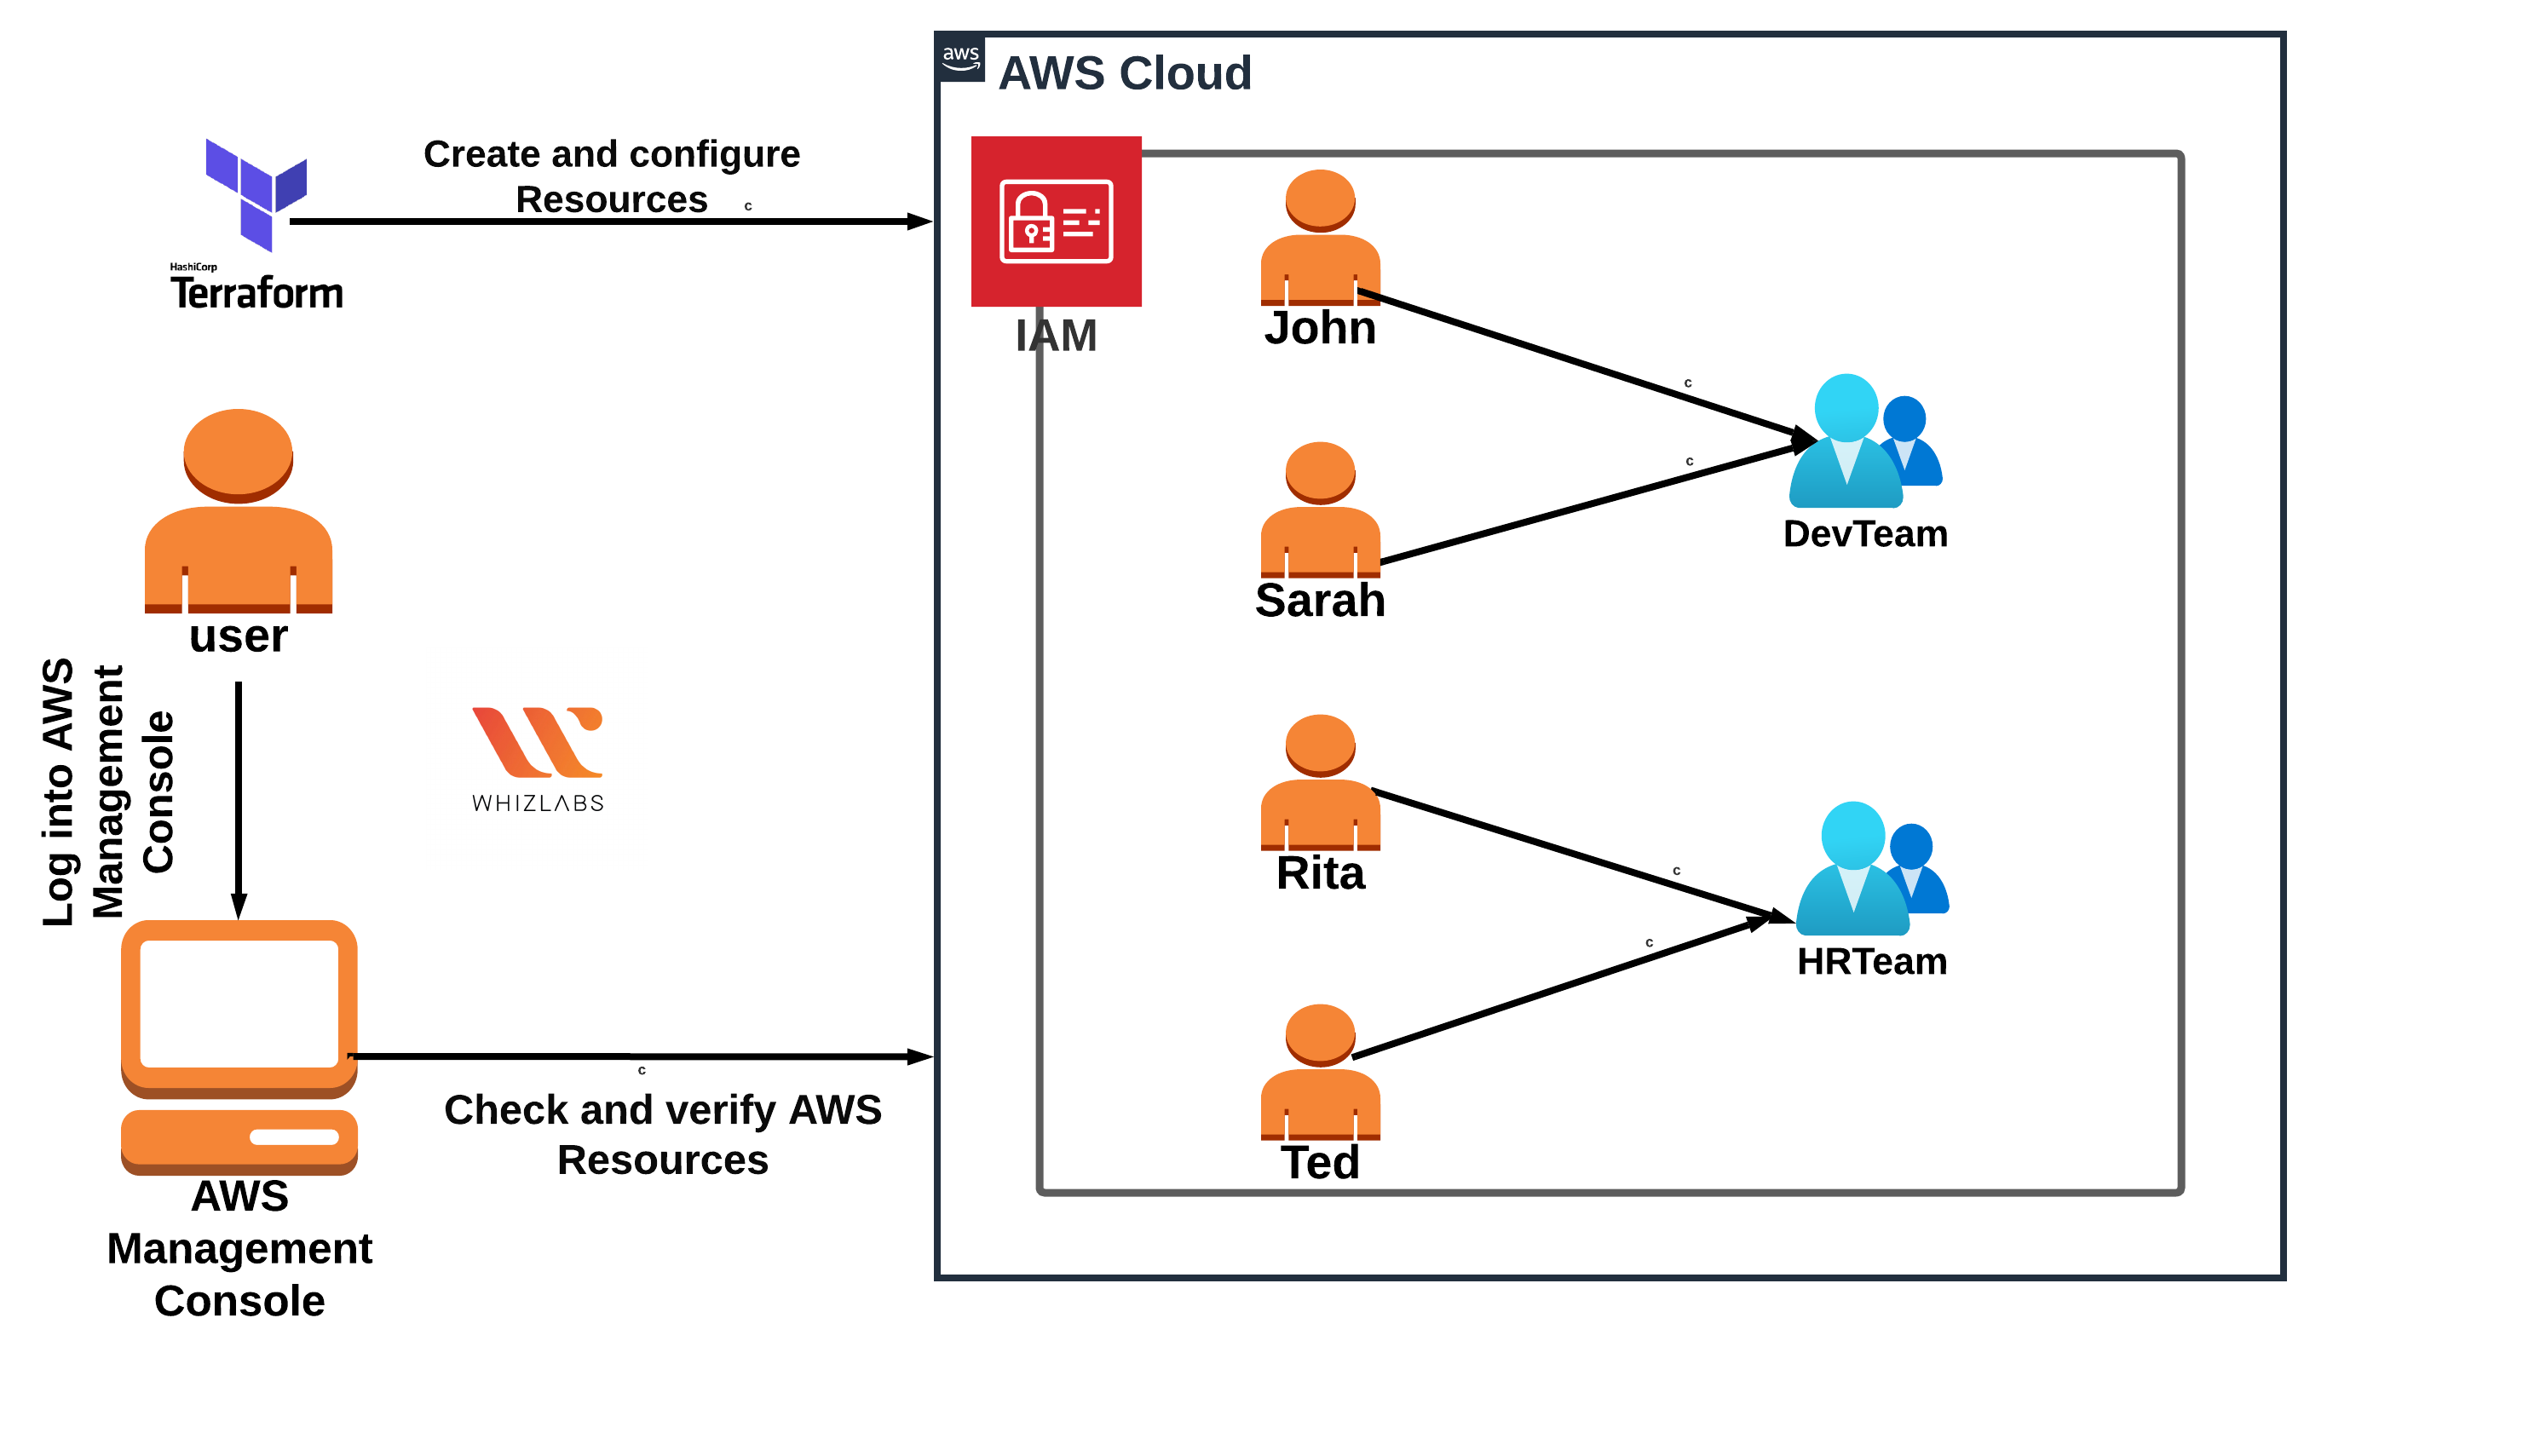 aws
AWS Cloud
Create and configure
Resources
c
HashiCorp
Terraform
IAM
John
c
c
DevTeam
Sarah
user
Log into AWS
Management
Console
WHIZLABS
Rita
c
c
HRTeam
Ted
c
Check and verify AWS
Resources
AWS
Management
Console